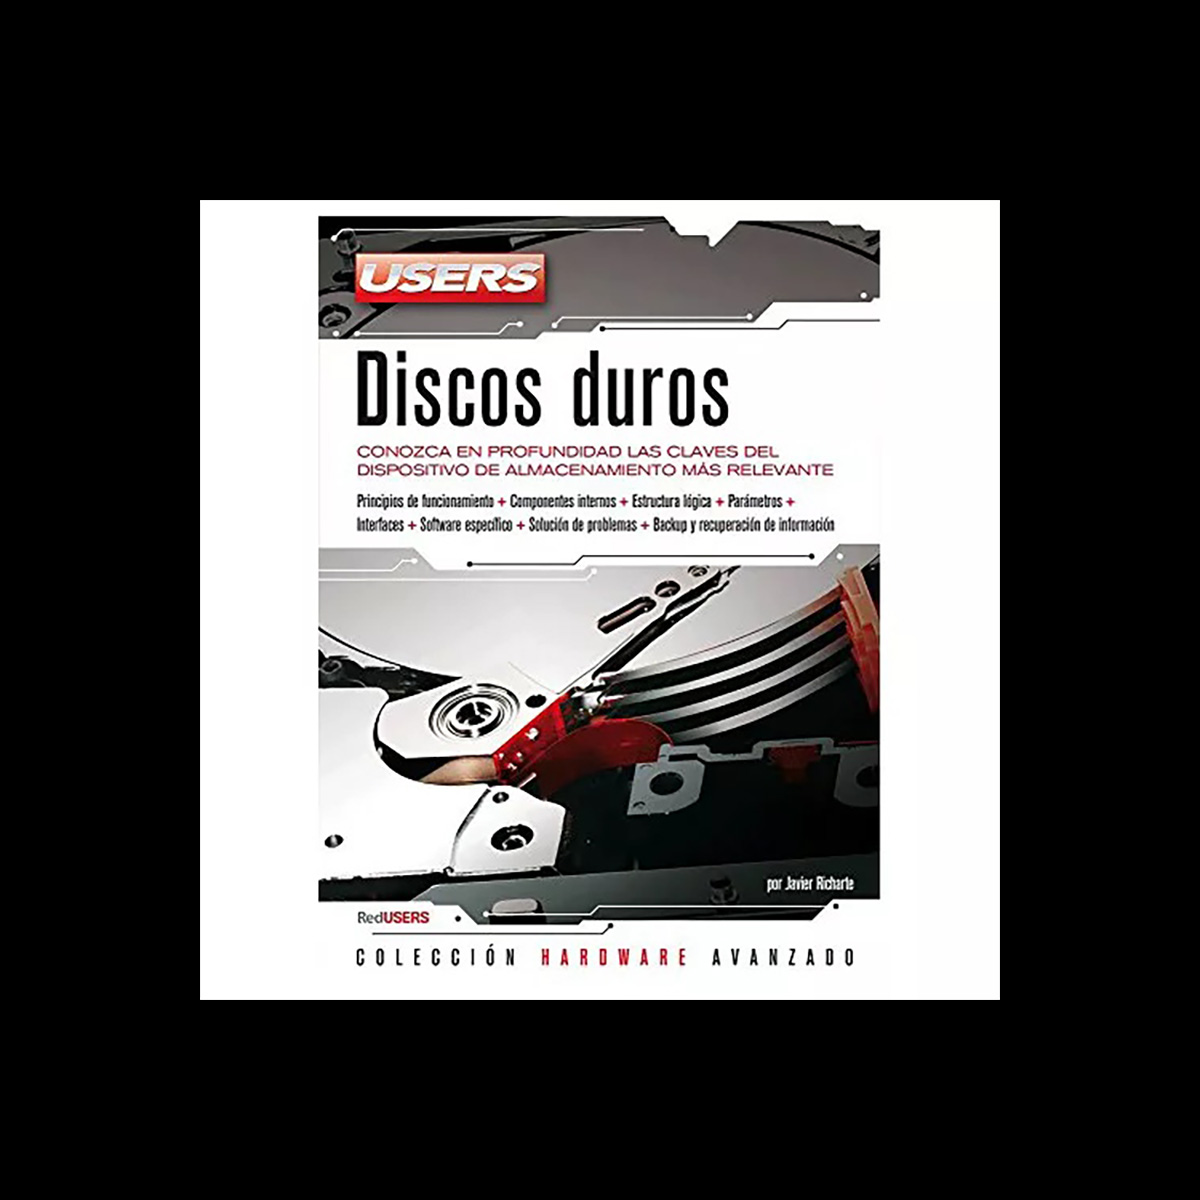 USERS
Discos duros
CONOZCA EN PROFUNDIDAD LAS CLAVES DEL
DISPOSITIVO DE ALMACENAMIENTO MÁS RELEVANTE
Principios de funcionamiento + Componentes internos + Estructura lógica + Parámetros +
Interfaces + Software específico + Solución de problemas + Backup y recuperación de información
por Javier Richarte
RedUSERS
COLECCIÓN HARDWARE AVANZADO